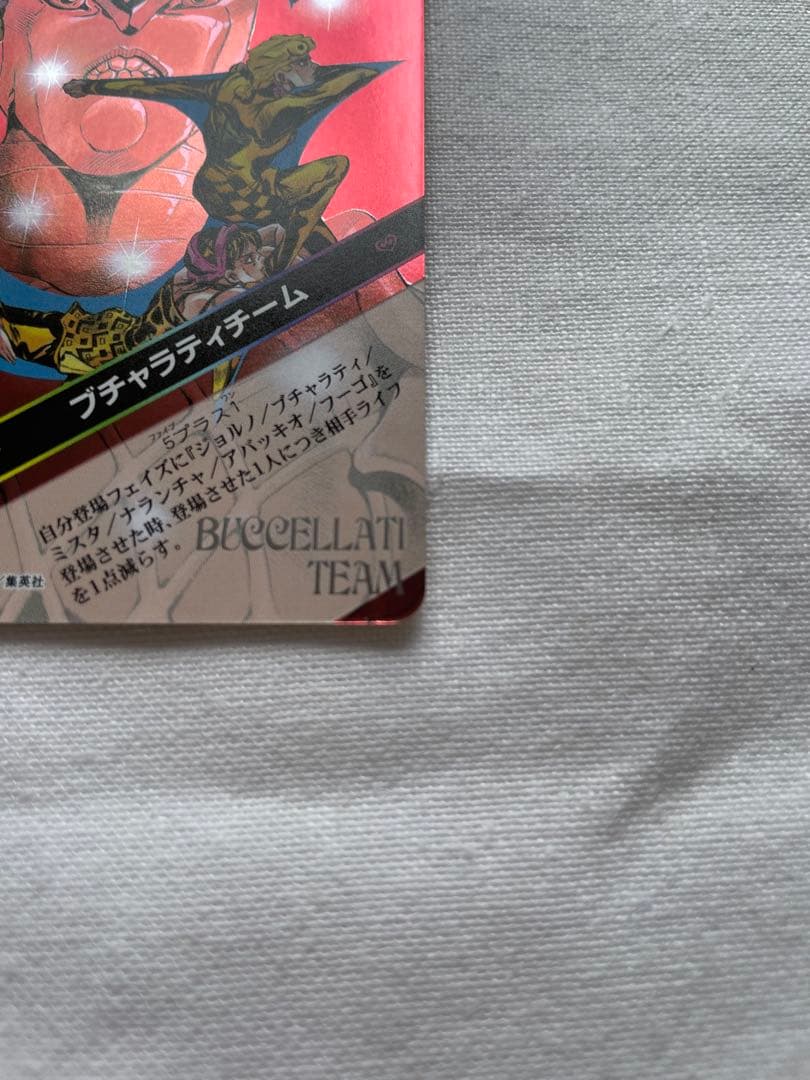 ブチャラティチーム
ファイブ ワン
5プラス1
自分登場フェイズに『ジョルノ/ブチャラティ/
ミスタ/ナランチャ/アバッキオ/フーゴ』を
登場させた時、登場させた1人につき相手ライフ
を1点減らす。
BUCCELLATI
TEAM
/集英社